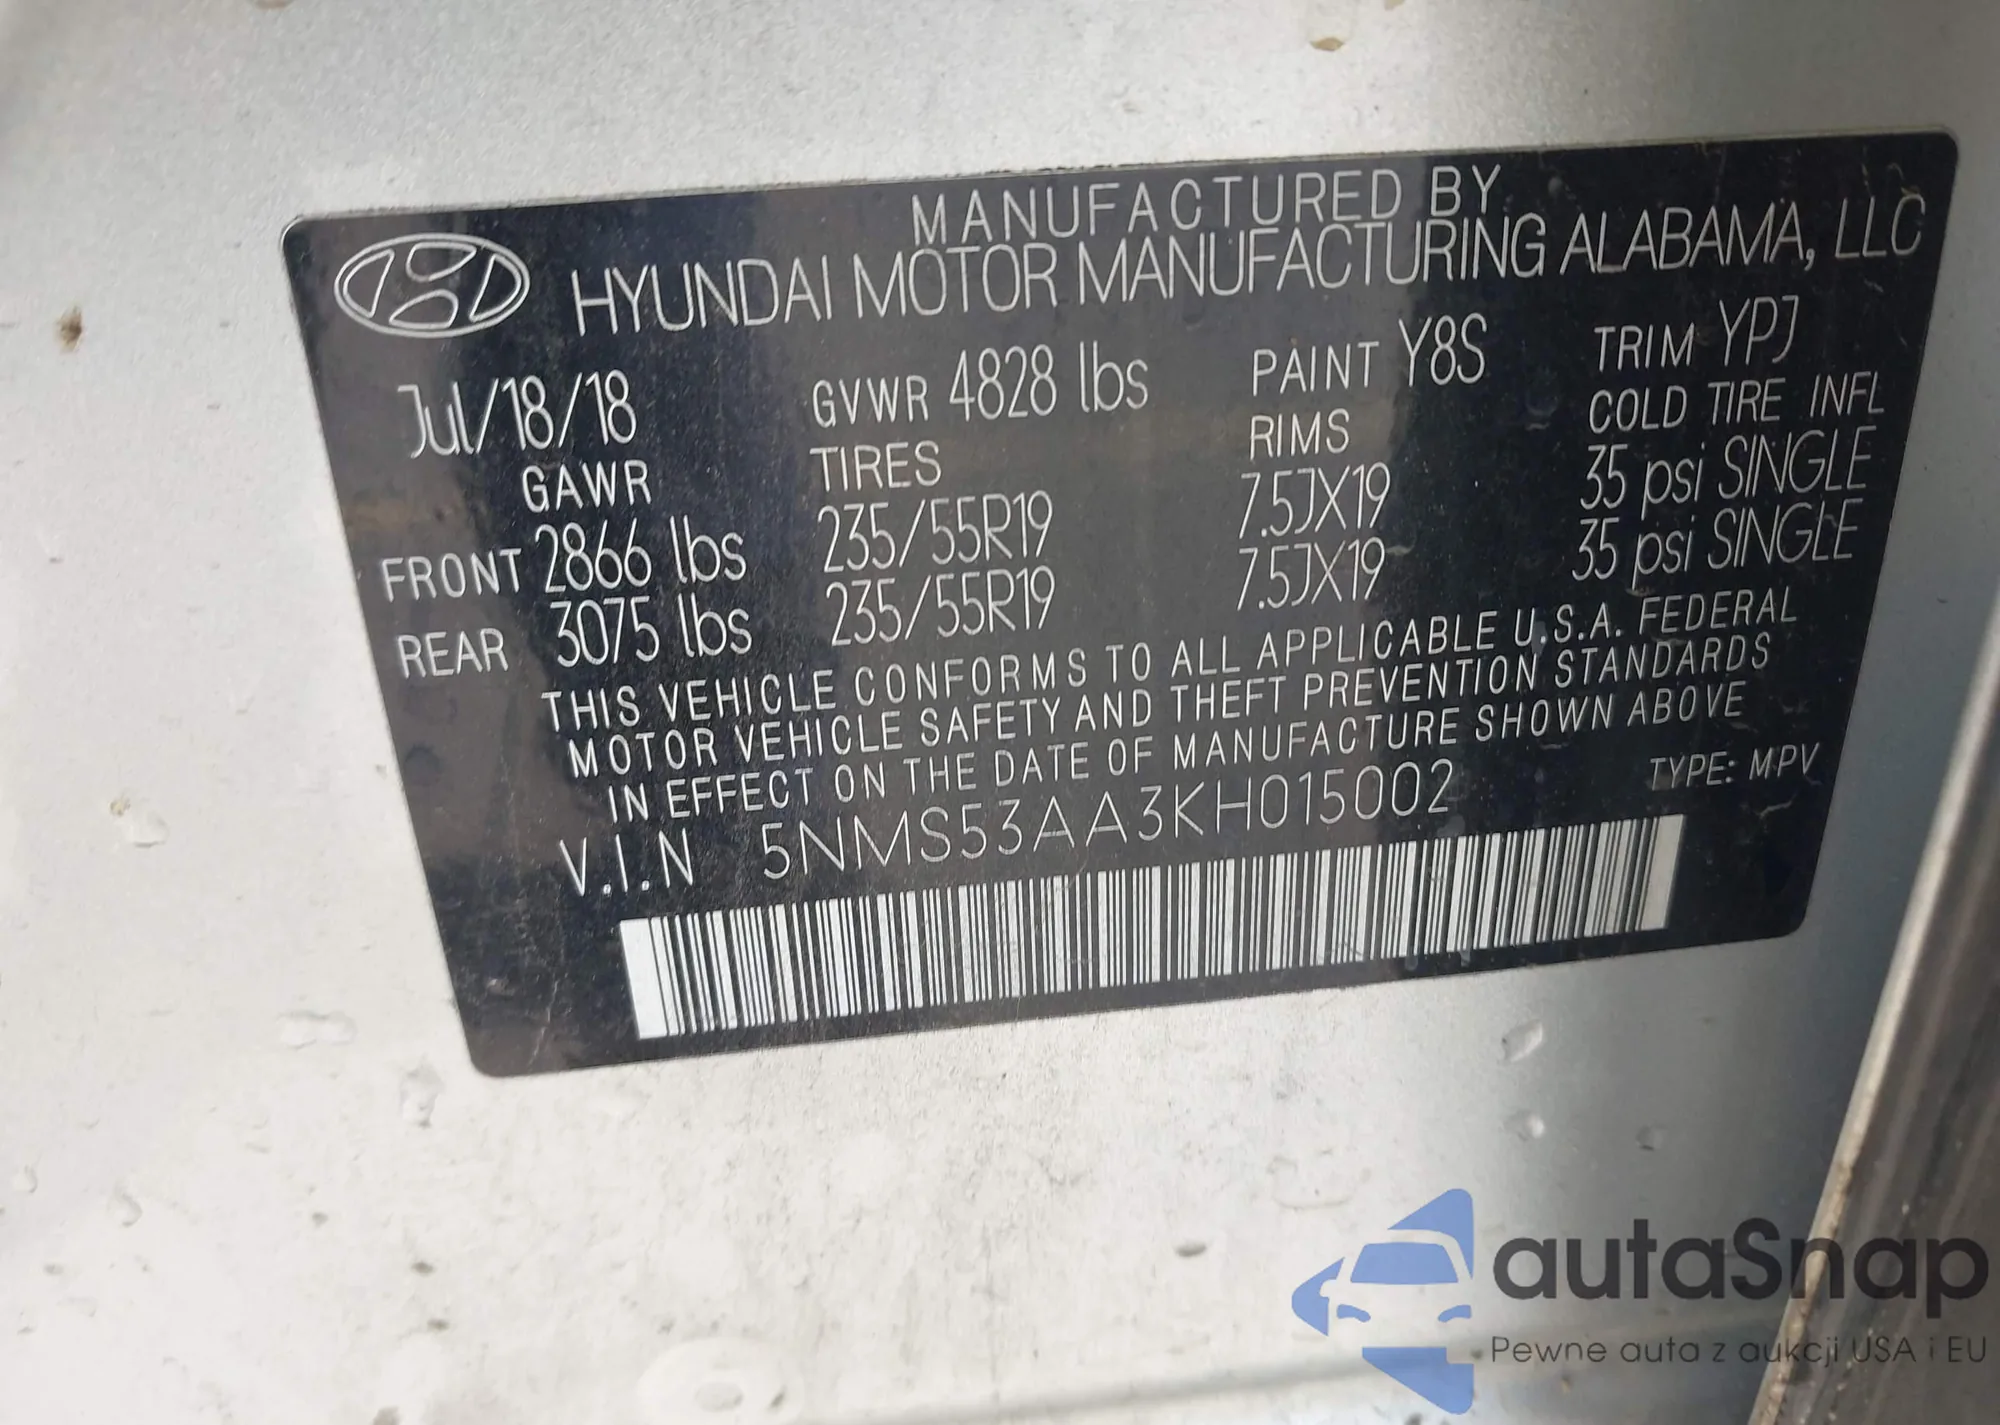 MANUFACTURED BY
HYUNDAI MOTOR MANUFACTURING ALABAMA, LLC
Jul/18/18 GVWR 4828 lbs PAINT Y8S TRIM YPJ
GAWR TIRES RIMS COLD TIRE INFL
FRONT 2866 lbs 235/55R19 7.5JX19 35 psi SINGLE
REAR 3075 lbs 235/55R19 7.5JX19 35 psi SINGLE
THIS VEHICLE CONFORMS TO ALL APPLICABLE U.S.A. FEDERAL
MOTOR VEHICLE SAFETY AND THEFT PREVENTION STANDARDS
IN EFFECT ON THE DATE OF MANUFACTURE SHOWN ABOVE
V.I.N 5NMS53AA3KH015002 TYPE: MPV
autaSnap
Pewne auta z aukcji USA i EU